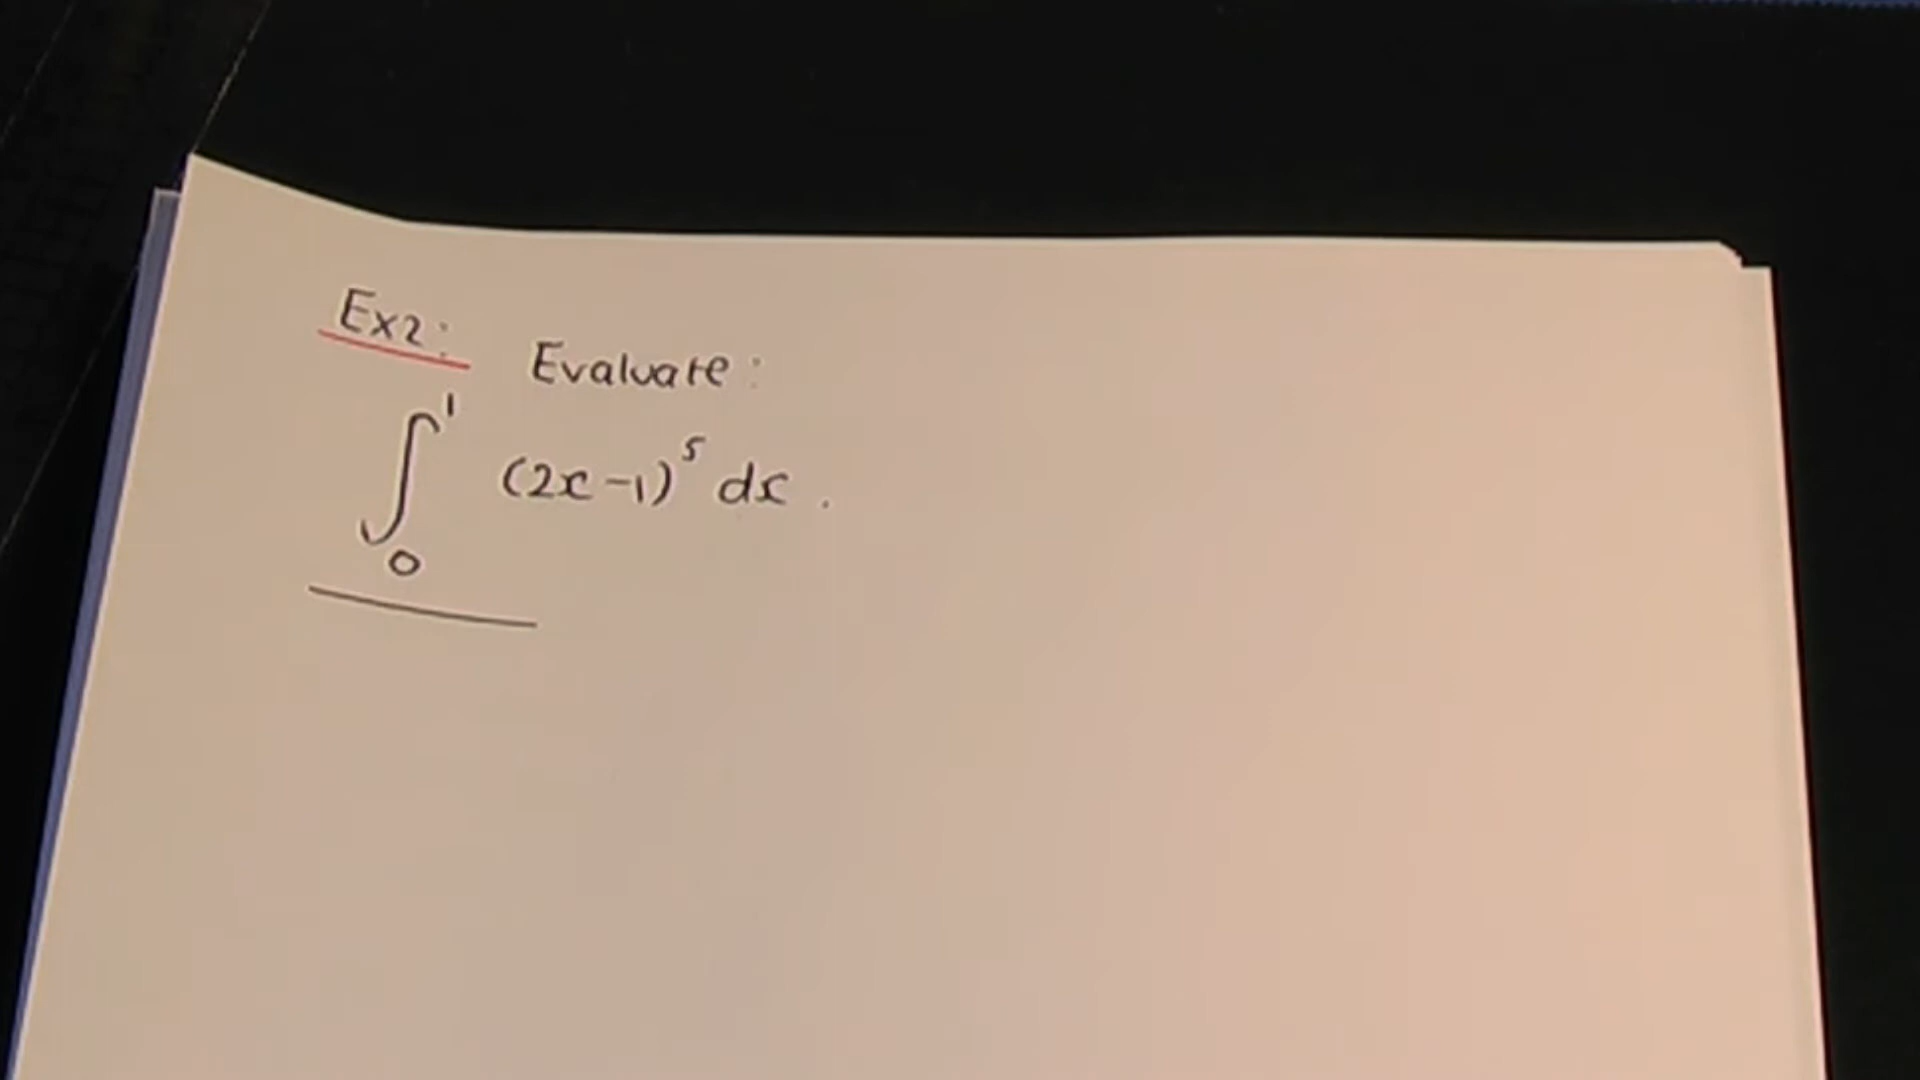 Ex2: Evaluate:
∫₀¹ (2x-1)⁵ dx.